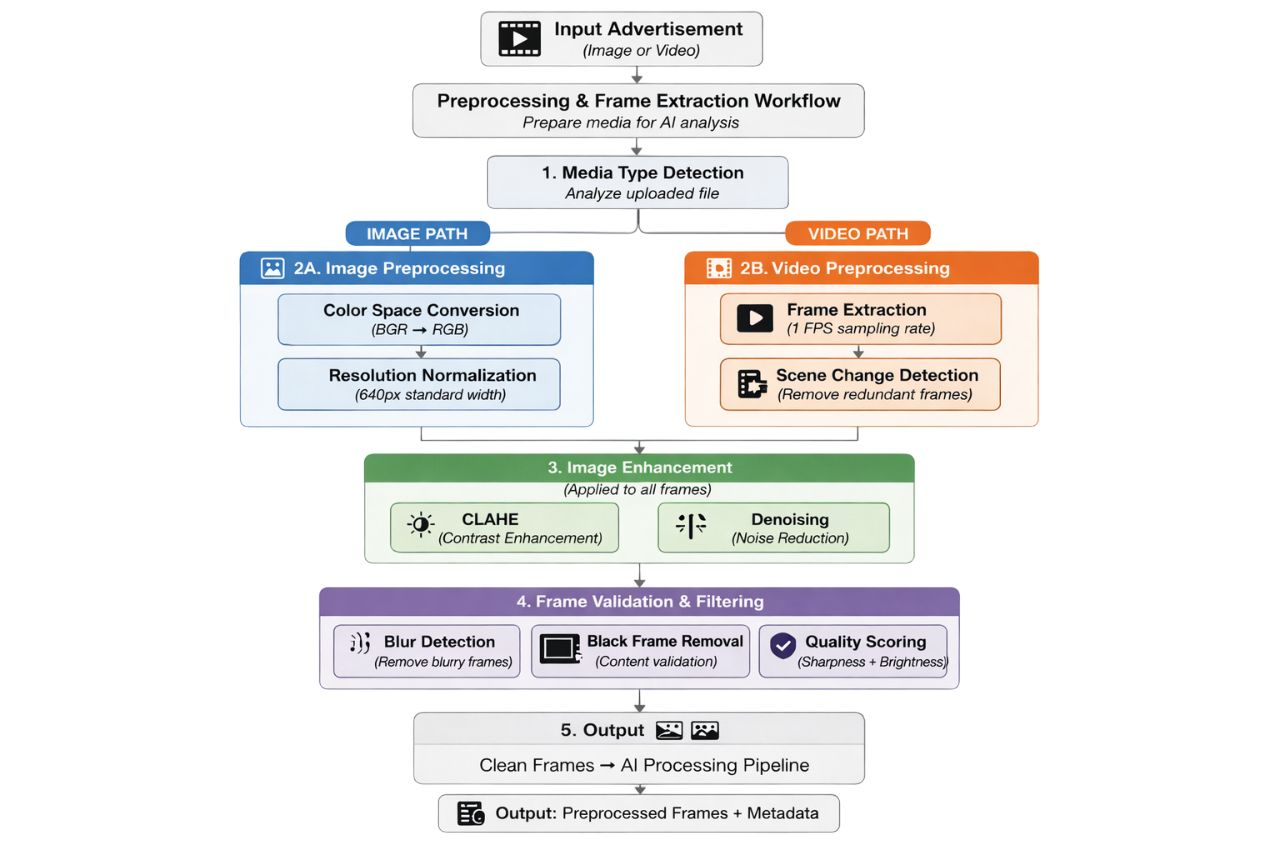 Input Advertisement
(Image or Video)
Preprocessing & Frame Extraction Workflow
Prepare media for AI analysis
1. Media Type Detection
Analyze uploaded file
IMAGE PATH
VIDEO PATH
2A. Image Preprocessing
Color Space Conversion
(BGR → RGB)
Resolution Normalization
(640px standard width)
2B. Video Preprocessing
Frame Extraction
(1 FPS sampling rate)
Scene Change Detection
(Remove redundant frames)
3. Image Enhancement
(Applied to all frames)
CLAHE
(Contrast Enhancement)
Denoising
(Noise Reduction)
4. Frame Validation & Filtering
Blur Detection
(Remove blurry frames)
Black Frame Removal
(Content validation)
Quality Scoring
(Sharpness + Brightness)
5. Output
Clean Frames → AI Processing Pipeline
Output: Preprocessed Frames + Metadata